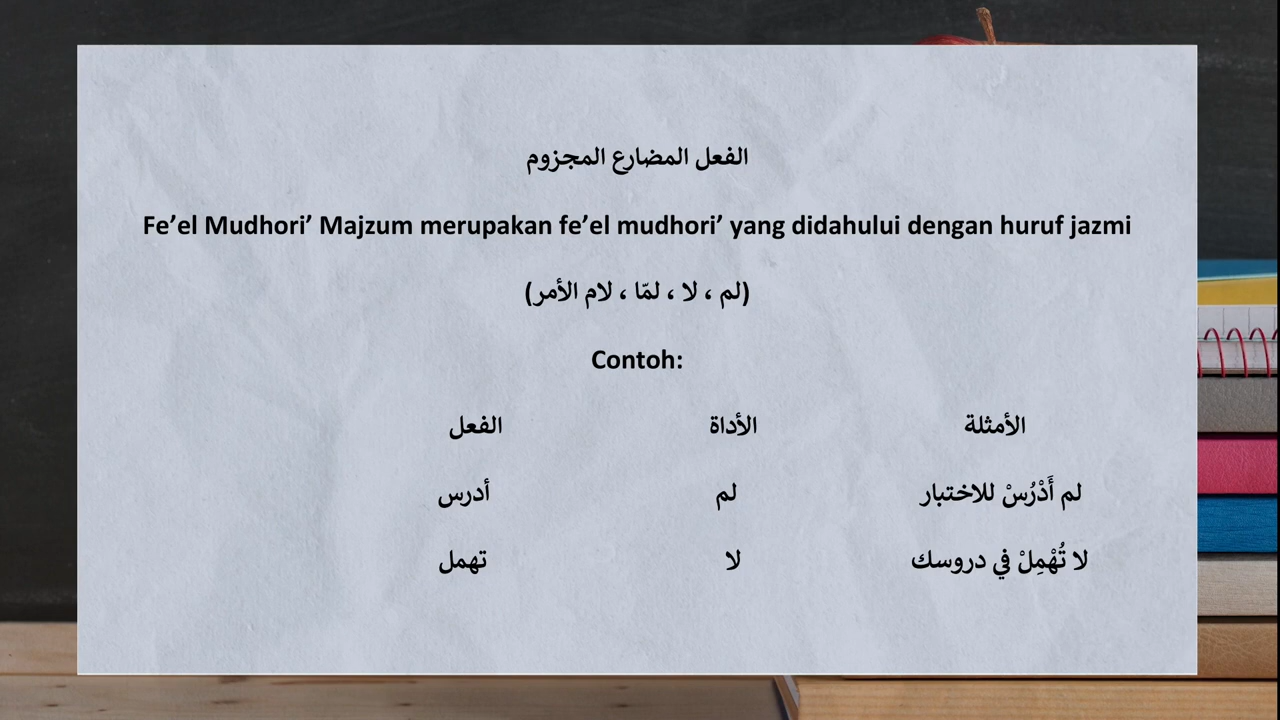 الفعل المضارع المجزوم
Fe’el Mudhori’ Majzum merupakan fe’el mudhori’ yang didahului dengan huruf jazmi
(لم ، لا ، لمّا ، لام الأمر)
Contoh:
الأمثلة الأداة الفعل
لم أَدْرُسْ للاختبار لم أدرس
لا تُهْمِلْ في دروسك لا تهمل